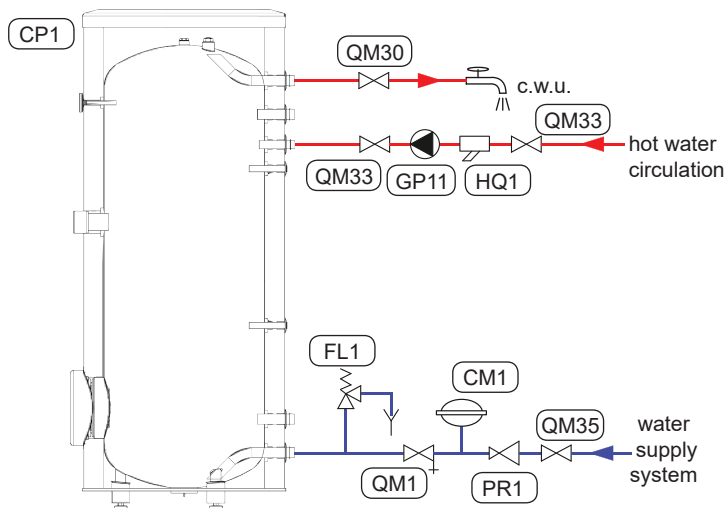 CP1
QM30
c.w.u.
QM33
QM33
GP11
HQ1
hot water
circulation
FL1
CM1
QM35
water
supply
system
QM1
PR1